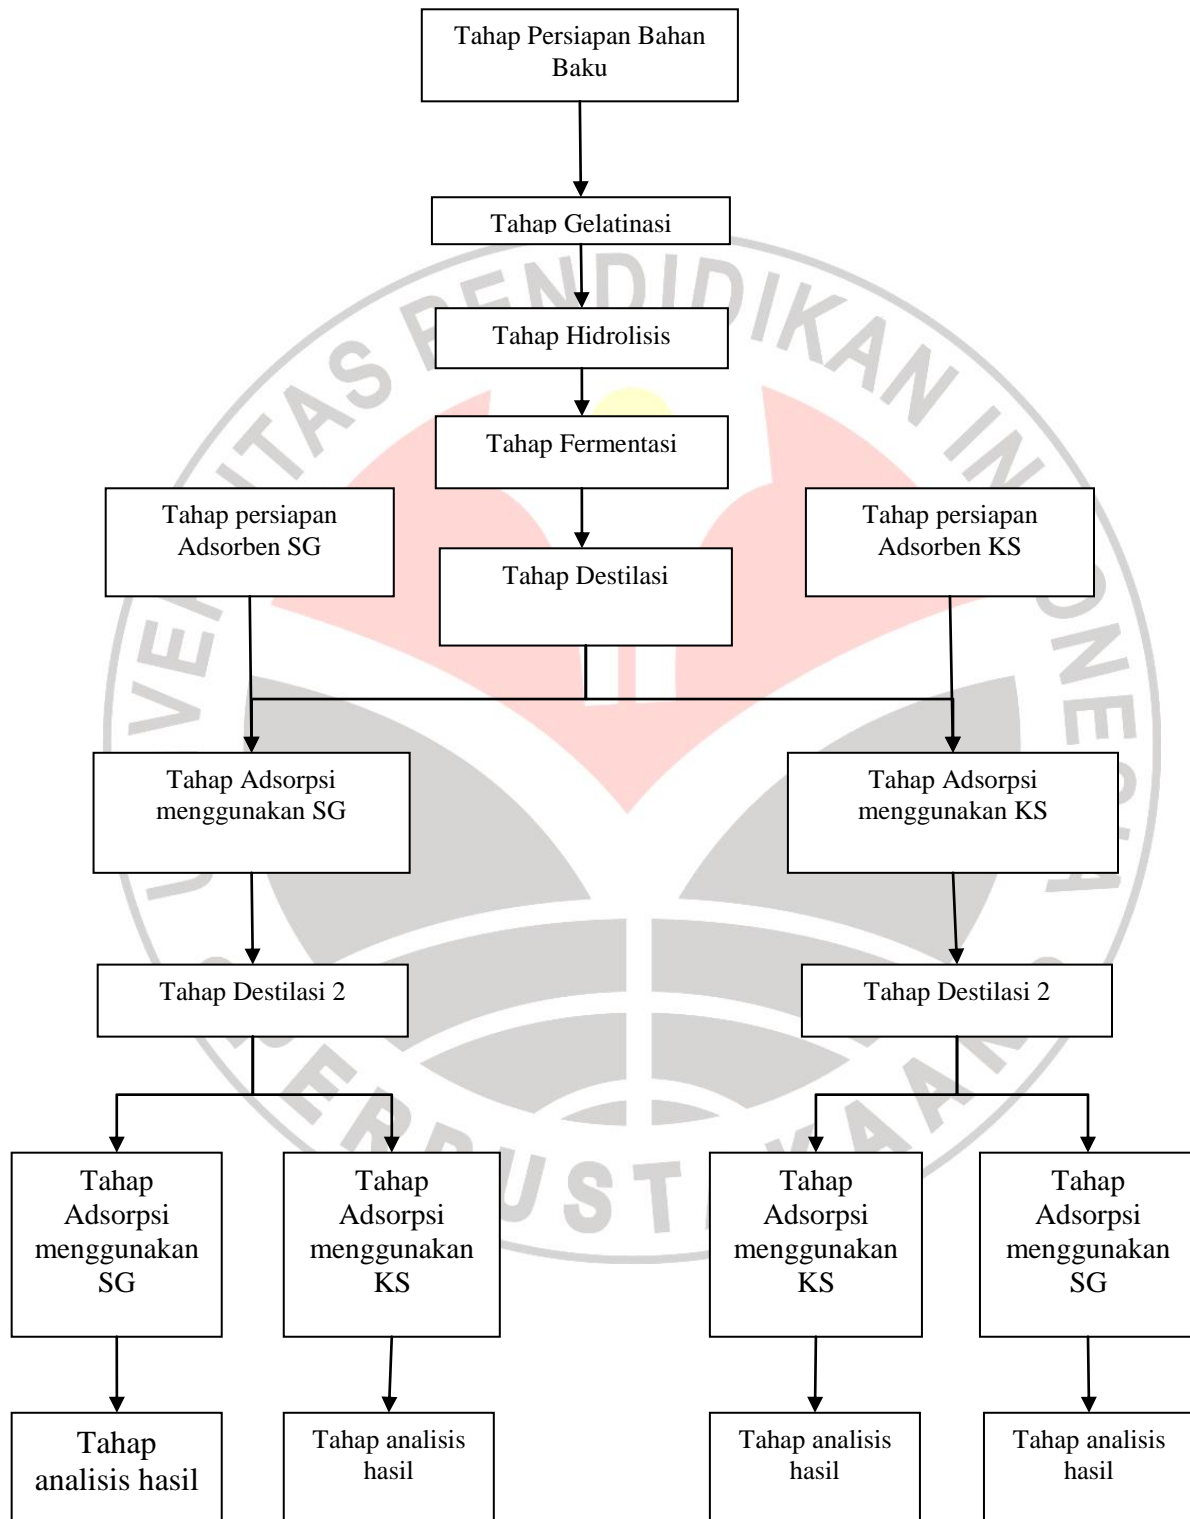 Tahap Persiapan Bahan
Baku
Tahap Gelatinasi
Tahap Hidrolisis
Tahap Fermentasi
Tahap persiapan
Adsorben SG
Tahap Destilasi
Tahap persiapan
Adsorben KS
Tahap Adsorpsi
menggunakan SG
Tahap Adsorpsi
menggunakan KS
Tahap Destilasi 2
Tahap Destilasi 2
Tahap
Adsorpsi
menggunakan
SG
Tahap
Adsorpsi
menggunakan
KS
Tahap
Adsorpsi
menggunakan
KS
Tahap
Adsorpsi
menggunakan
SG
Tahap
analisis hasil
Tahap analisis
hasil
Tahap analisis
hasil
Tahap analisis
hasil